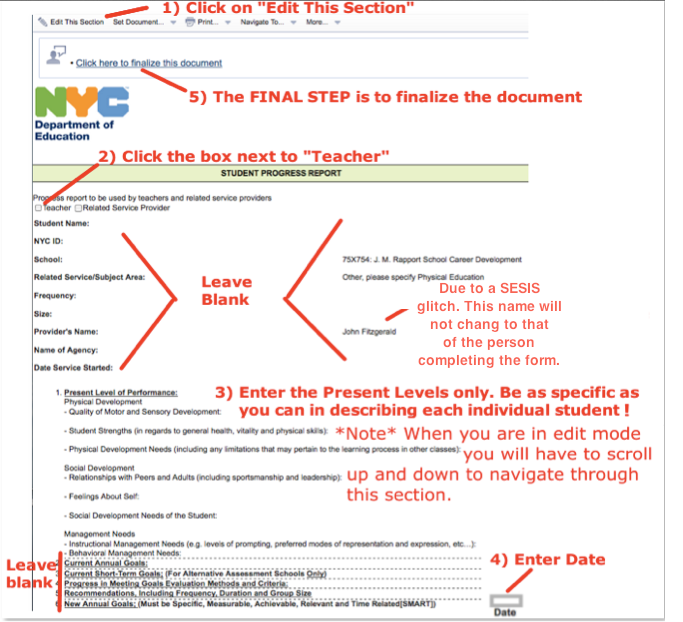 1) Click on "Edit This Section"
Edit This Section Set Document... Print... Navigate To... More...
• Click here to finalize this document
5) The FINAL STEP is to finalize the document
NYC
Department of
Education
2) Click the box next to "Teacher"
STUDENT PROGRESS REPORT
Progress report to be used by teachers and related service providers
Teacher Related Service Provider
Student Name:
NYC ID:
School: 75X754: J. M. Rapport School Career Development
Related Service/Subject Area: Other, please specify Physical Education
Leave
Blank
Frequency:
Size:
Provider's Name: John Fitzgerald
Name of Agency:
Date Service Started:
Due to a SESIS
glitch. This name will
not chang to that
of the person
completing the form.
1. Present Level of Performance:
Physical Development
- Quality of Motor and Sensory Development:
3) Enter the Present Levels only. Be as specific as
you can in describing each individual student !
- Student Strengths (in regards to general health, vitality and physical skills):
- Physical Development Needs (including any limitations that may pertain to the learning process in other classes):
*Note* When you are in edit mode
you will have to scroll
up and down to navigate through
this section.
Social Development
- Relationships with Peers and Adults (including sportsmanship and leadership):
- Feelings About Self:
- Social Development Needs of the Student:
Management Needs
- Instructional Management Needs (e.g. levels of prompting, preferred modes of representation and expression, etc...):
- Behavioral Management Needs:
Leave
blank
Current Annual Goals:
Current Short-Term Goals: (For Alternative Assessment Schools Only)
Progress in Meeting Goals Evaluation Methods and Criteria:
Recommendations, Including Frequency, Duration and Group Size
New Annual Goals: (Must be Specific, Measurable, Achievable, Relevant and Time Related[SMART])
4) Enter Date
Date